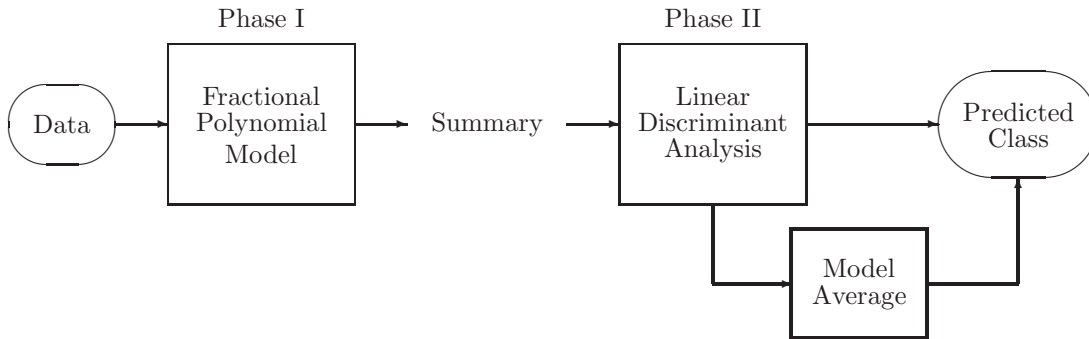 Phase I
Phase II
Data
Fractional
Polynomial
Model
Summary
Linear
Discriminant
Analysis
Predicted
Class
Model
Average